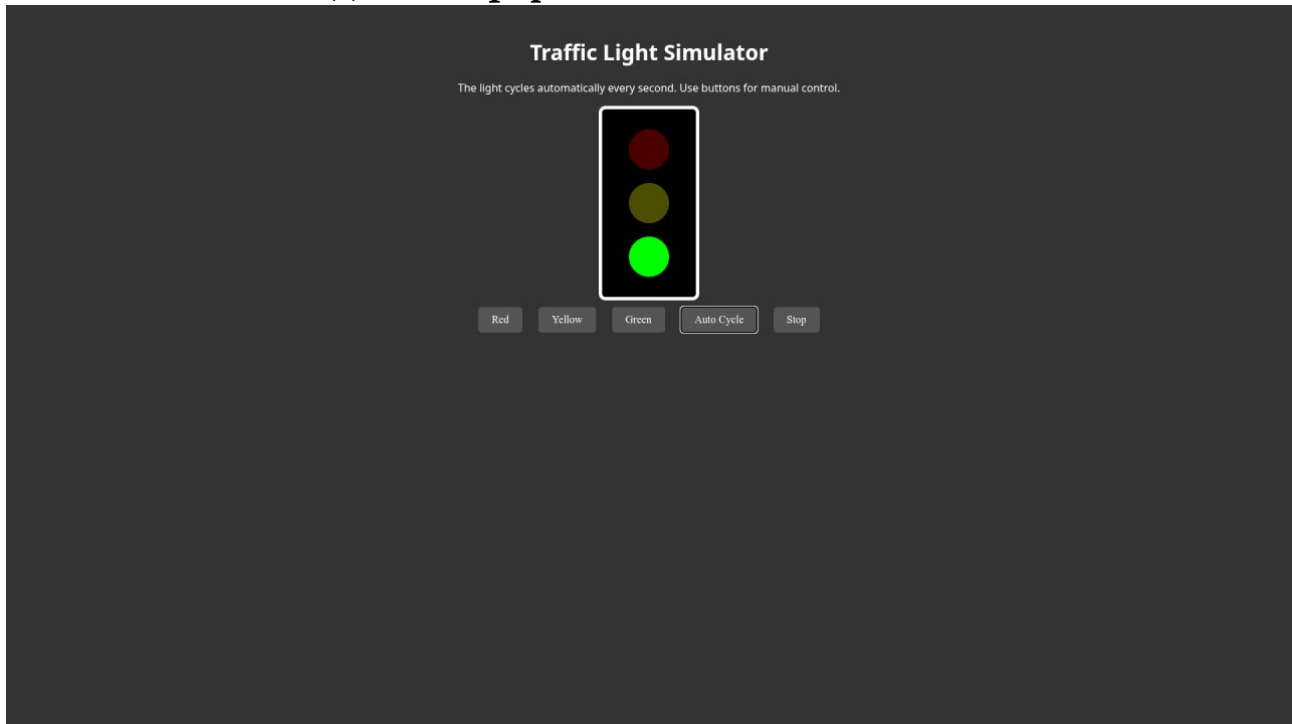 Traffic Light Simulator
The light cycles automatically every second. Use buttons for manual control.
Red Yellow Green Auto Cycle Stop